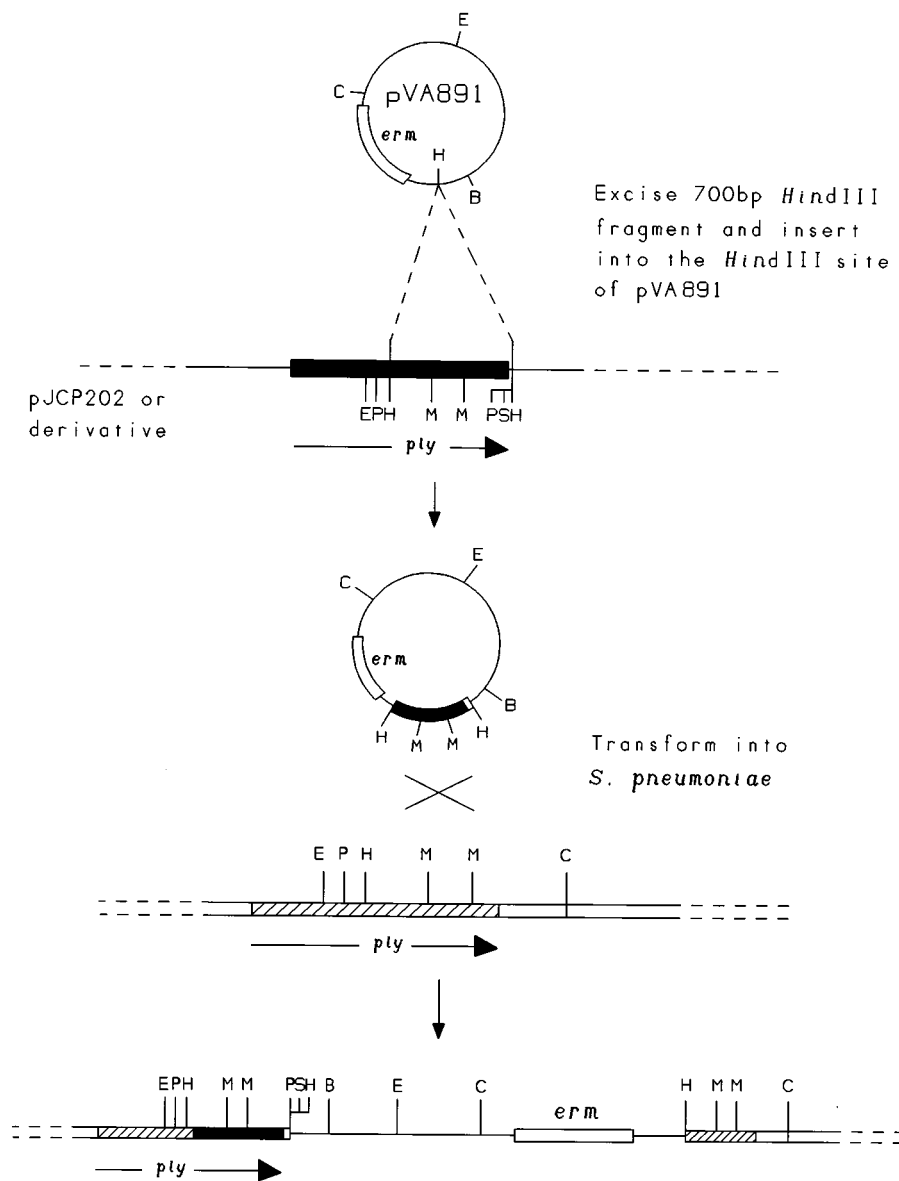 E
C pVA891
erm
H
B
Excise 700bp HindIII
fragment and insert
into the HindIII site
of pVA891
pJCP202 or
derivative
EPH M M PSH
ply
E
C
erm
B
H M M H
Transform into
S. pneumoniae
E P H M M C
ply
EPH M M PSH B E C erm H M M C
ply